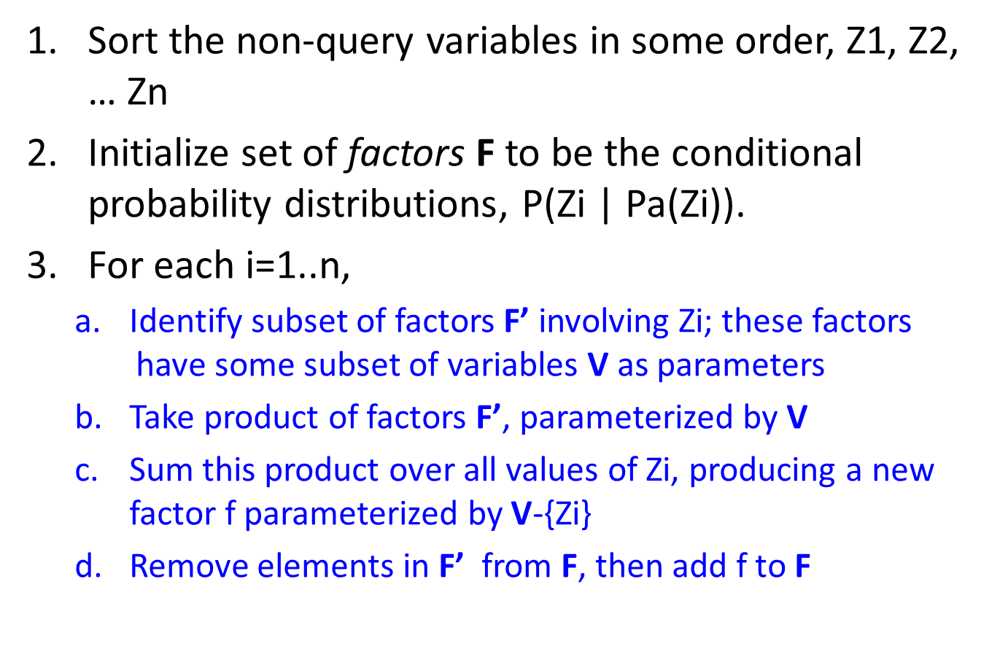 1. Sort the non-query variables in some order, Z1, Z2,
... Zn
2. Initialize set of factors F to be the conditional
probability distributions, P(Zi | Pa(Zi)).
3. For each i=1..n,
a. Identify subset of factors F’ involving Zi; these factors
have some subset of variables V as parameters
b. Take product of factors F’, parameterized by V
c. Sum this product over all values of Zi, producing a new
factor f parameterized by V-{Zi}
d. Remove elements in F’ from F, then add f to F